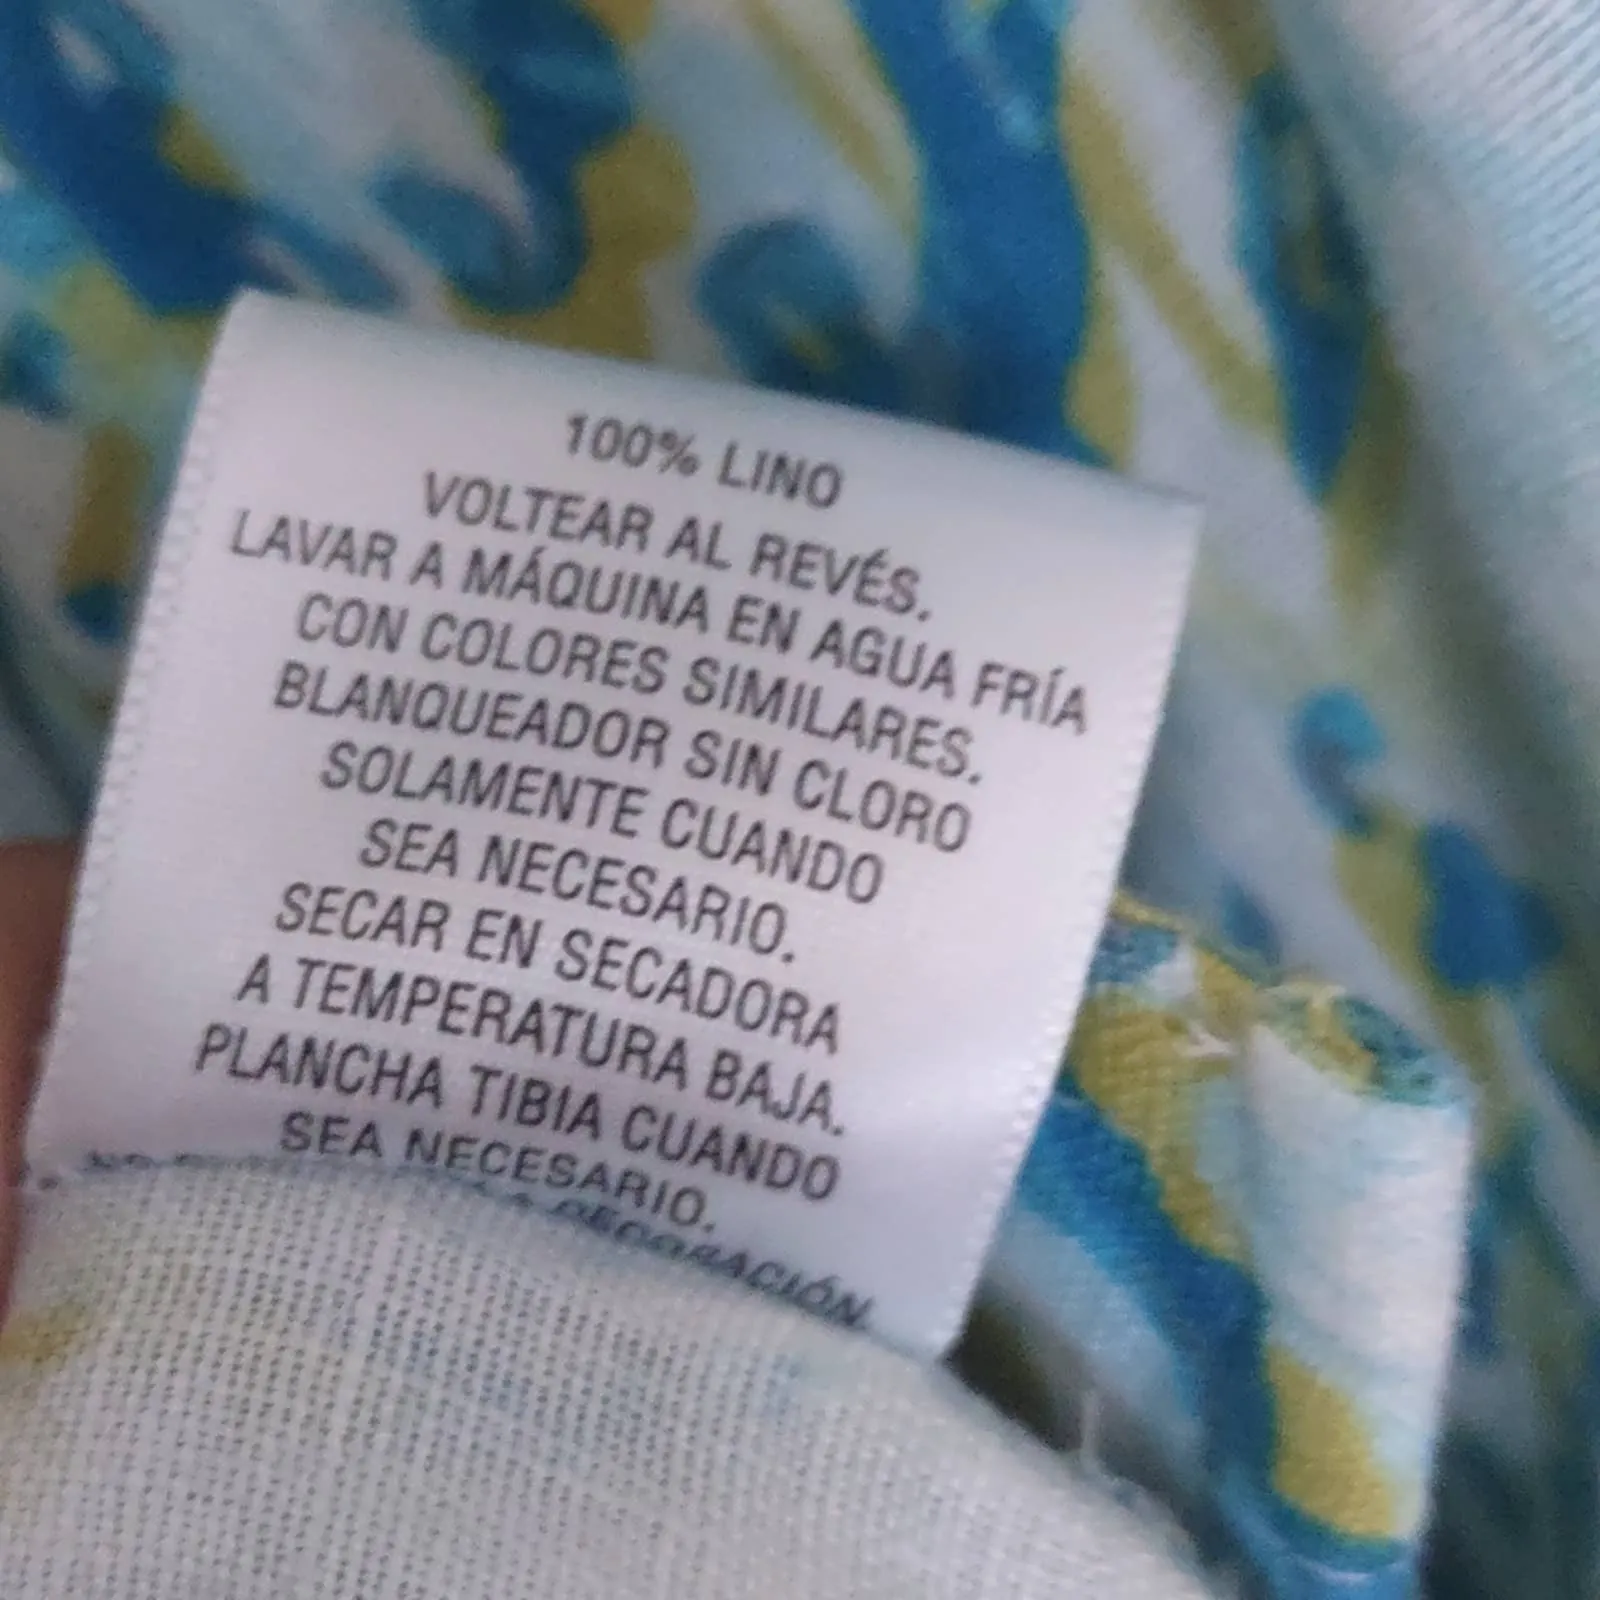 100% LINO
VOLTEAR AL REVÉS.
LAVAR A MÁQUINA EN AGUA FRÍA
CON COLORES SIMILARES.
BLANQUEADOR SIN CLORO
SOLAMENTE CUANDO
SEA NECESARIO.
SECAR EN SECADORA
A TEMPERATURA BAJA.
PLANCHA TIBIA CUANDO
SEA NECESARIO.
DECORACIÓN